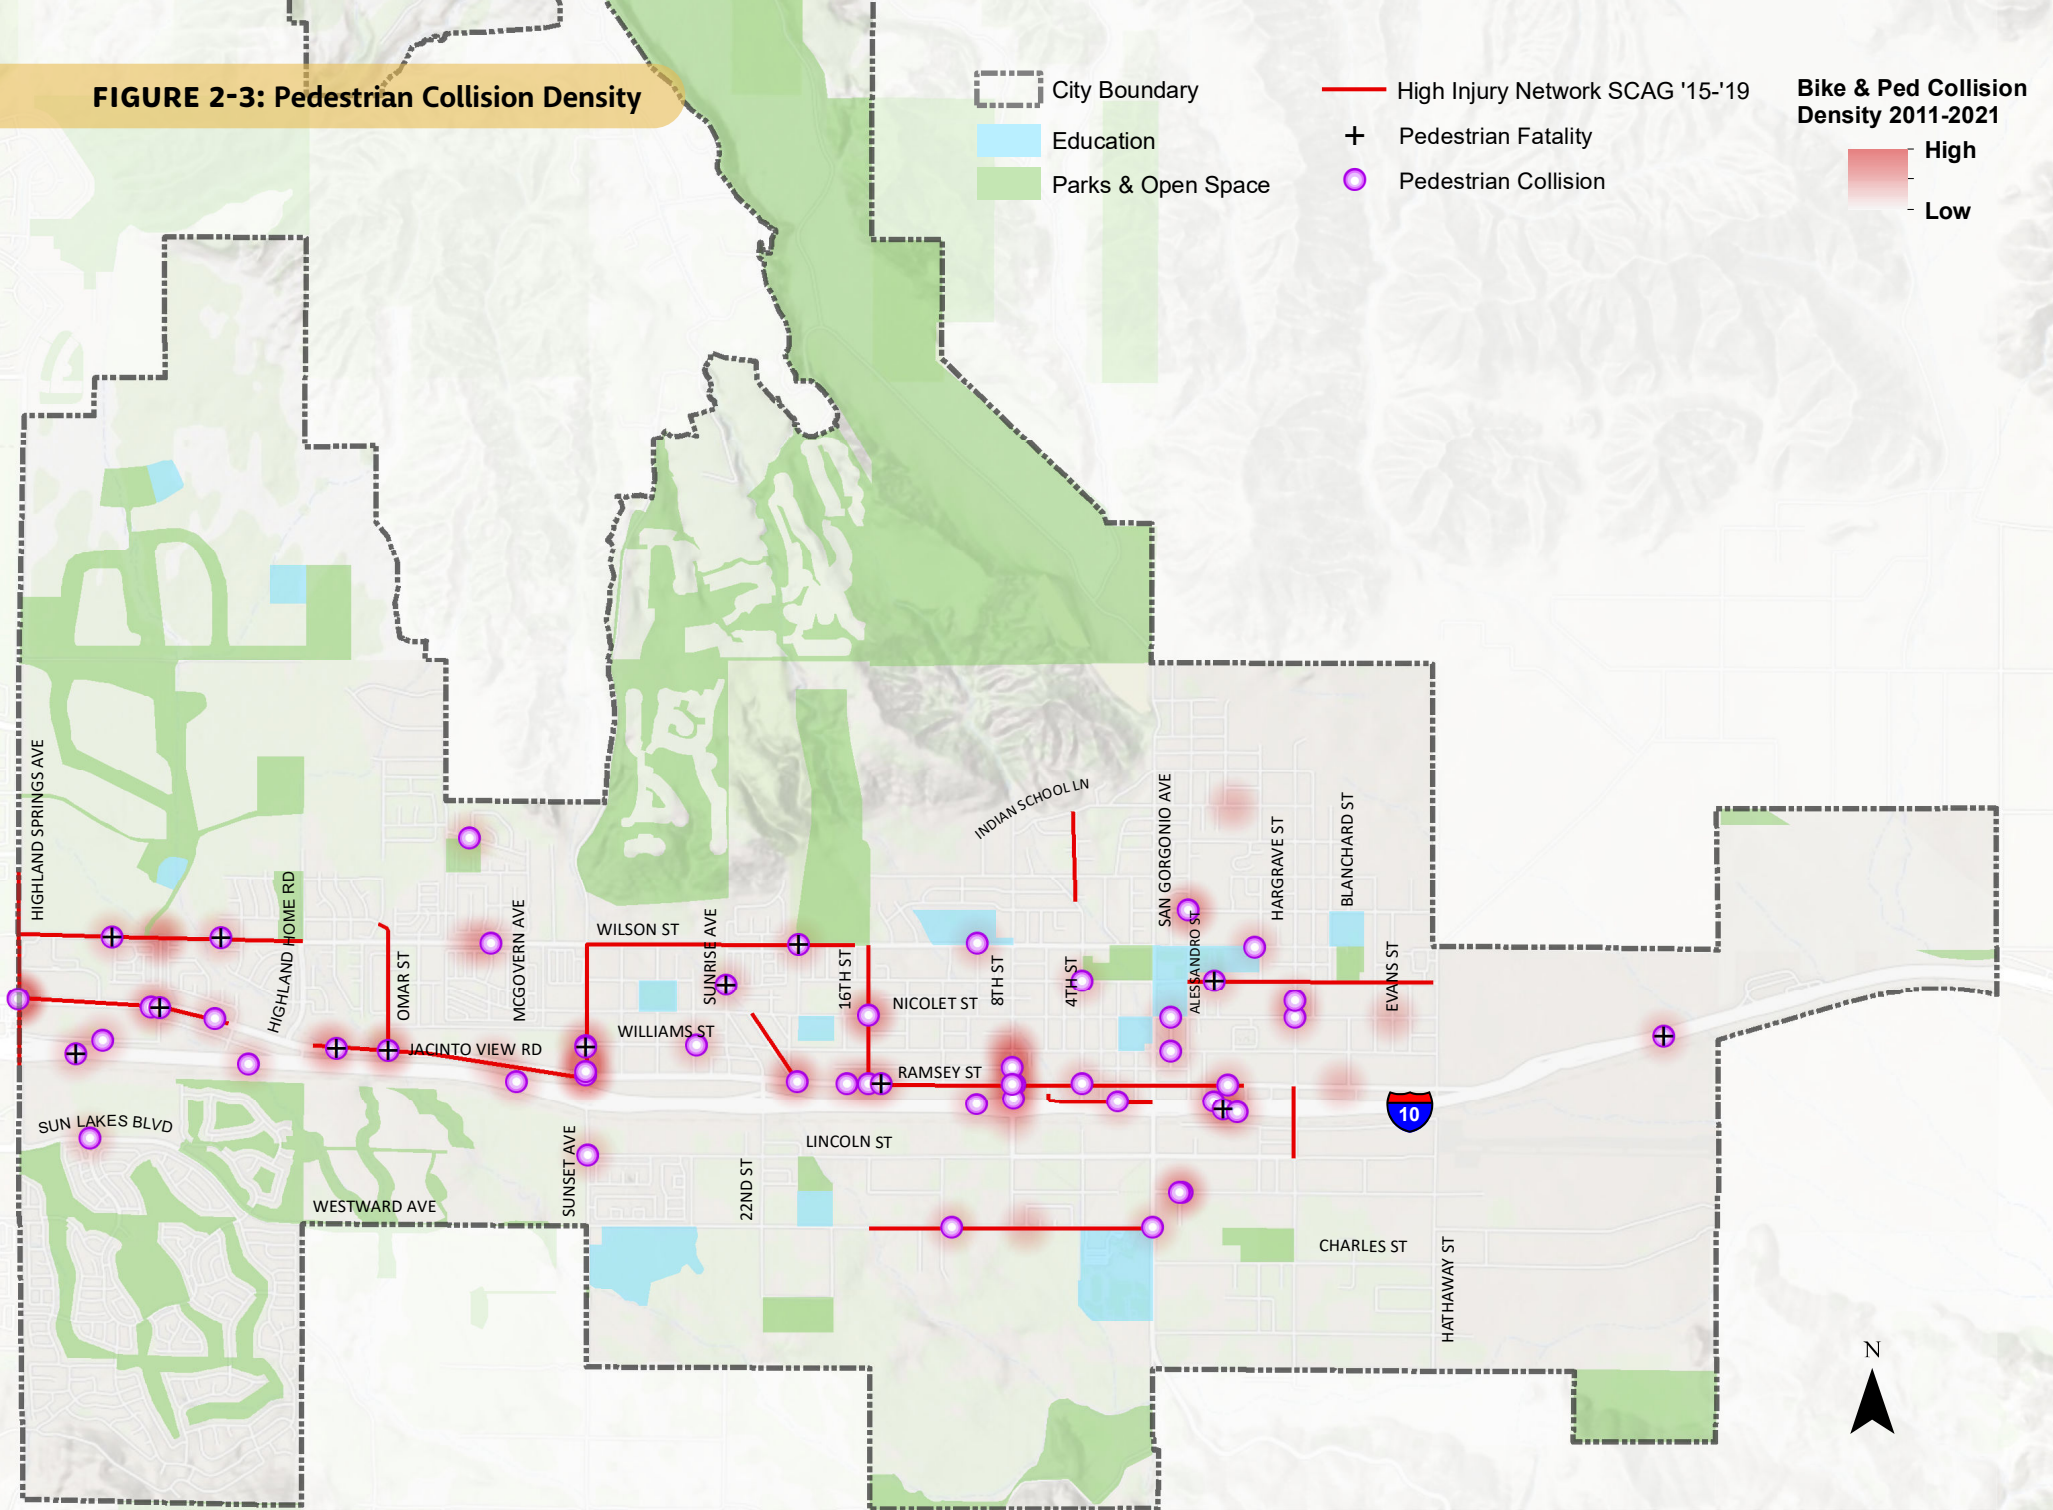 FIGURE 2-3: Pedestrian Collision Density
City Boundary
Education
Parks & Open Space
High Injury Network SCAG '15-'19
Pedestrian Fatality
Pedestrian Collision
Bike & Ped Collision
Density 2011-2021
High
Low
HIGHLAND SPRINGS AVE
HIGHLAND HOME RD
OMAR ST
MCGOVERN AVE
WILSON ST
SUNRISE AVE
16TH ST
INDIAN SCHOOL LN
SAN GORGONIO AVE
HARGRAVE ST
BLANCHARD ST
ALESSANDRO ST
8TH ST
4TH ST
EVANS ST
NICOLET ST
WILLIAMS ST
JACINTO VIEW RD
RAMSEY ST
10
SUN LAKES BLVD
LINCOLN ST
SUNSET AVE
22ND ST
WESTWARD AVE
CHARLES ST
HATHAWAY ST
N